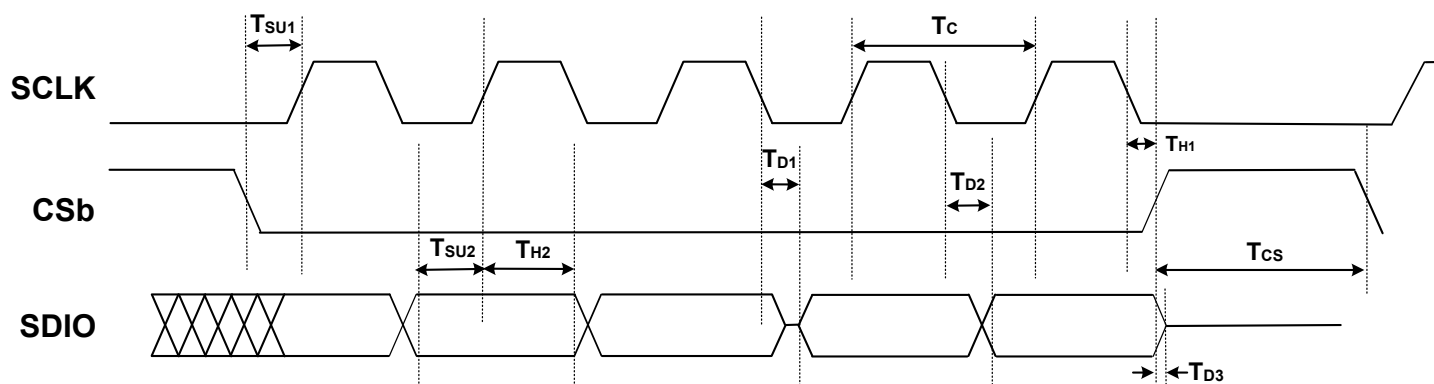 TSU1
TC
SCLK
TH1
TD1
TD2
CSb
TSU2
TH2
TCS
SDIO
TD3